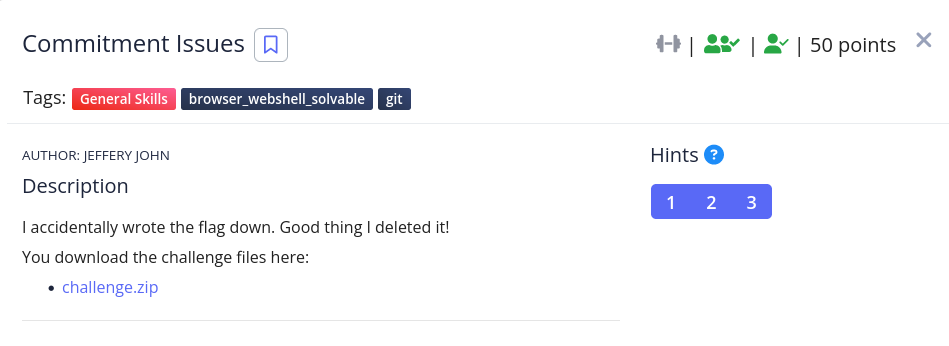 Commitment Issues
| | | 50 points
Tags: General Skills browser_webshell_solvable git
AUTHOR: JEFFERY JOHN
Description
I accidentally wrote the flag down. Good thing I deleted it!
You download the challenge files here:
• challenge.zip
Hints ?
1 2 3